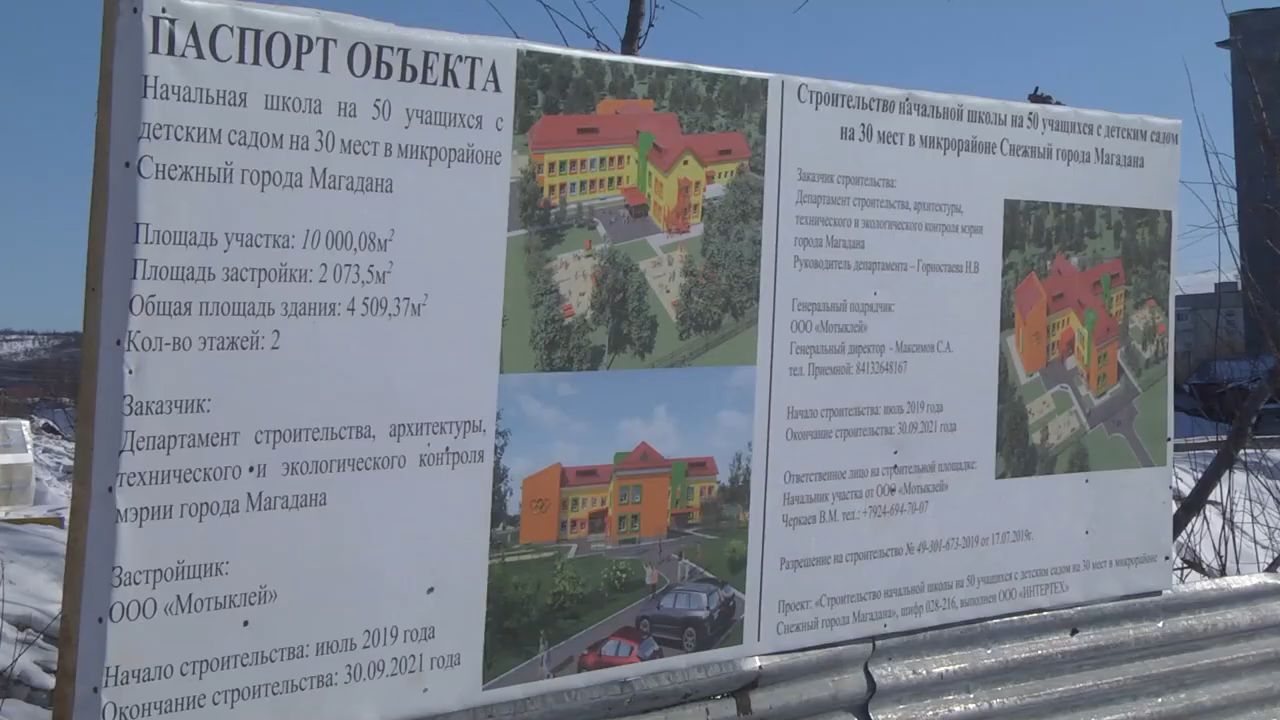 ПАСПОРТ ОБЪЕКТА
Начальная школа на 50 учащихся с
детским садом на 30 мест в микрорайоне
Снежный города Магадана
Площадь участка: 10 000,08м²
Площадь застройки: 2 073,5м²
Общая площадь здания: 4 509,37м²
Кол-во этажей: 2
Заказчик:
Департамент строительства, архитектуры,
технического и экологического контроля
мэрии города Магадана
Застройщик:
ООО «Мотыклей»
Начало строительства: июль 2019 года
Окончание строительства: 30.09.2021 года
Строительство начальной школы на 50 учащихся с детским садом
на 30 мест в микрорайоне Снежный города Магадана
Заказчик строительства:
Департамент строительства, архитектуры,
технического и экологического контроля мэрии
города Магадана
Руководитель департамента – Горностаева Н.В
Генеральный подрядчик:
ООО «Мотыклей»
Генеральный директор - Максимов С.А.
тел. Приемной: 84132648167
Начало строительства: июль 2019 года
Окончание строительства: 30.09.2021 года
Ответственное лицо на строительной площадке:
Начальник участка от ООО «Мотыклей»
Черкаев В.М. тел.: +7924-694-70-07
Разрешение на строительство № 49-301-673-2019 от 17.07.2019г.
Проект: «Строительство начальной школы на 50 учащихся с детским садом на 30 мест в микрорайоне
Снежный города Магадана», шифр 028-216, выполнен ООО «ИНТЕРТЕХ»